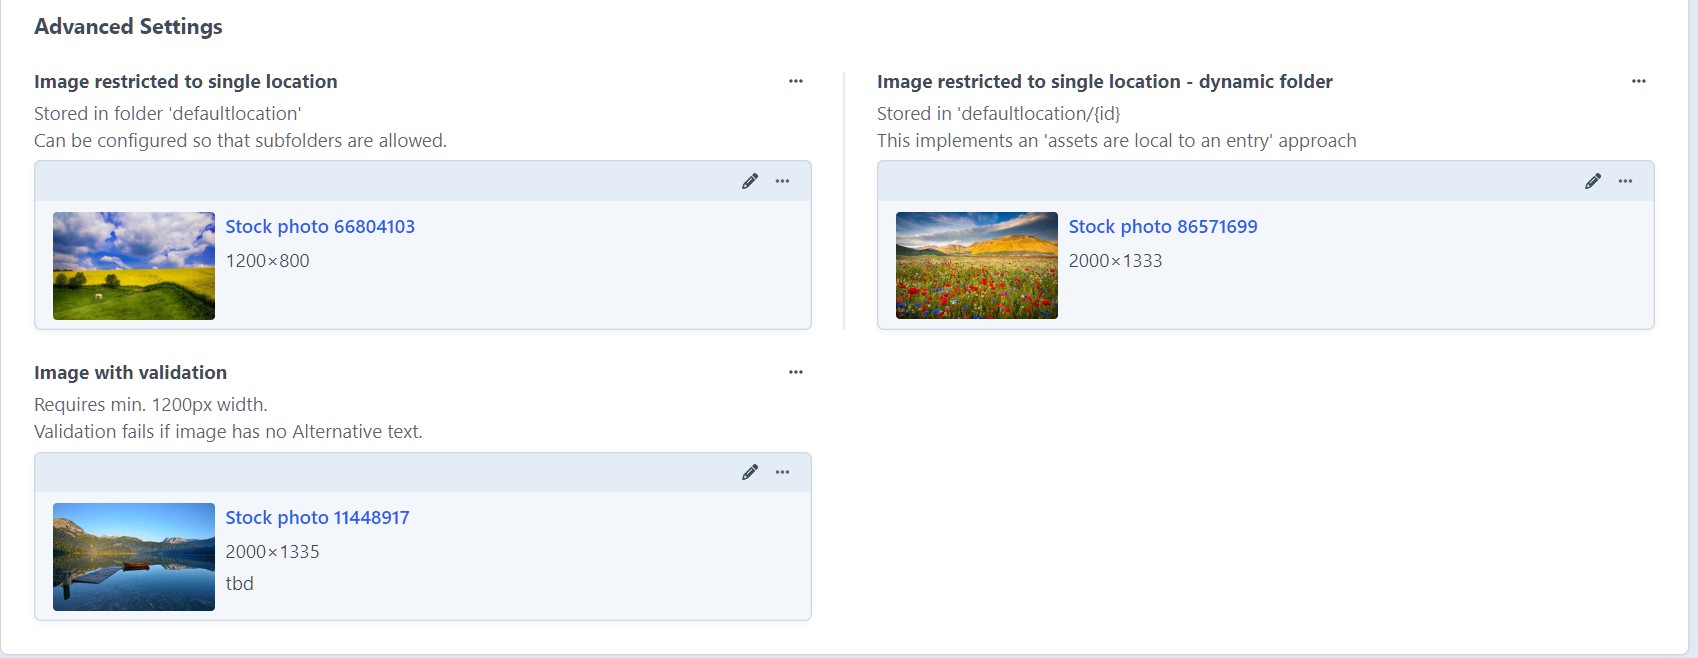 Advanced Settings
Image restricted to single location
Stored in folder 'defaultlocation'
Can be configured so that subfolders are allowed.
Stock photo 66804103
1200×800
Image restricted to single location - dynamic folder
Stored in 'defaultlocation/{id}
This implements an 'assets are local to an entry' approach
Stock photo 86571699
2000×1333
Image with validation
Requires min. 1200px width.
Validation fails if image has no Alternative text.
Stock photo 11448917
2000×1335
tbd